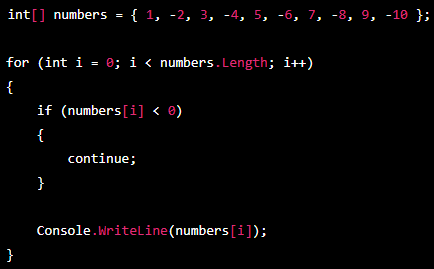 int[] numbers = { 1, -2, 3, -4, 5, -6, 7, -8, 9, -10 };
for (int i = 0; i < numbers.Length; i++)
{
if (numbers[i] < 0)
{
continue;
}
Console.WriteLine(numbers[i]);
}